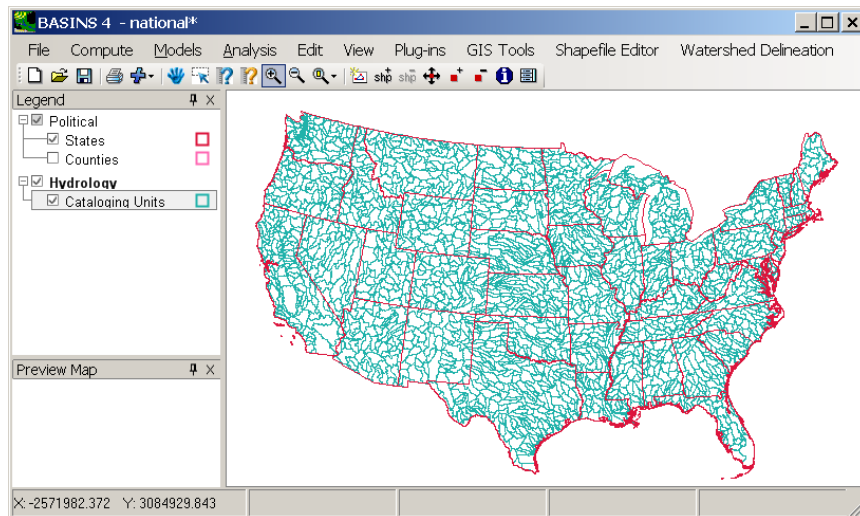 BASINS 4 - national*
File Compute Models Analysis Edit View Plug-ins GIS Tools Shapefile Editor Watershed Delineation
shp shp
Legend
Political
States
Counties
Hydrology
Cataloging Units
Preview Map
X: -2571982.372 Y: 3084929.843